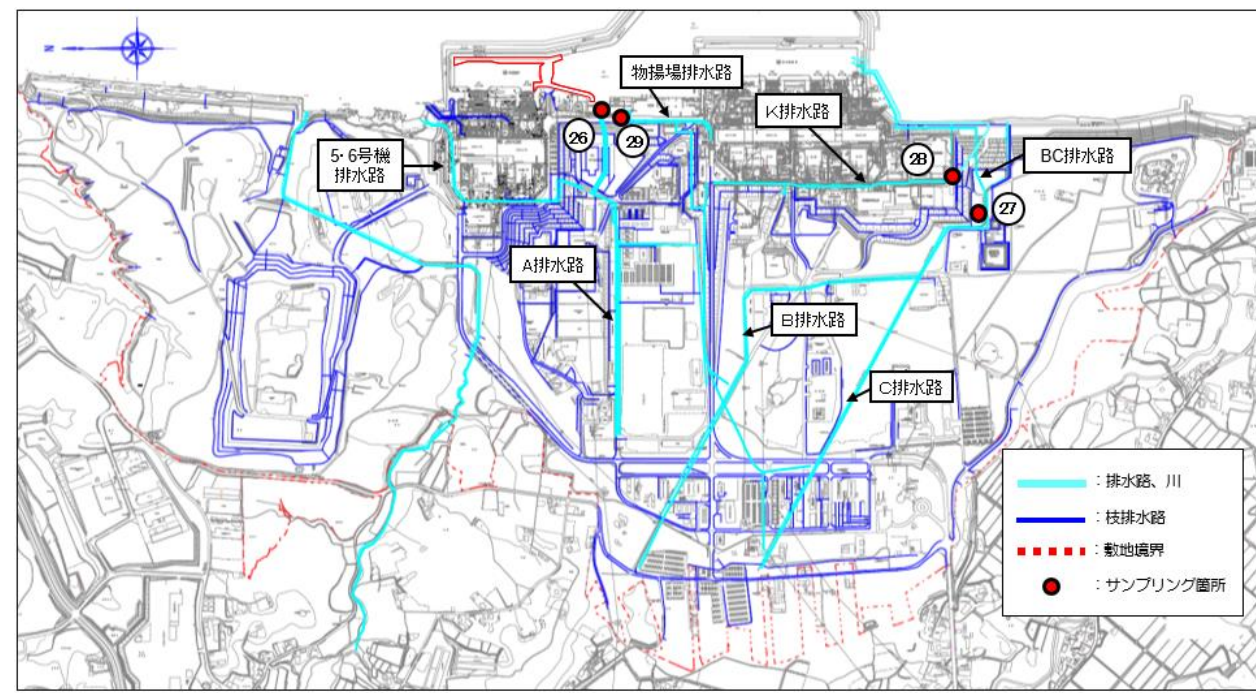 N
物揚場排水路
K排水路
26
29
28
BC排水路
5・6号機
排水路
27
A排水路
B排水路
C排水路
：排水路、川
：枝排水路
：敷地境界
：サンプリング箇所